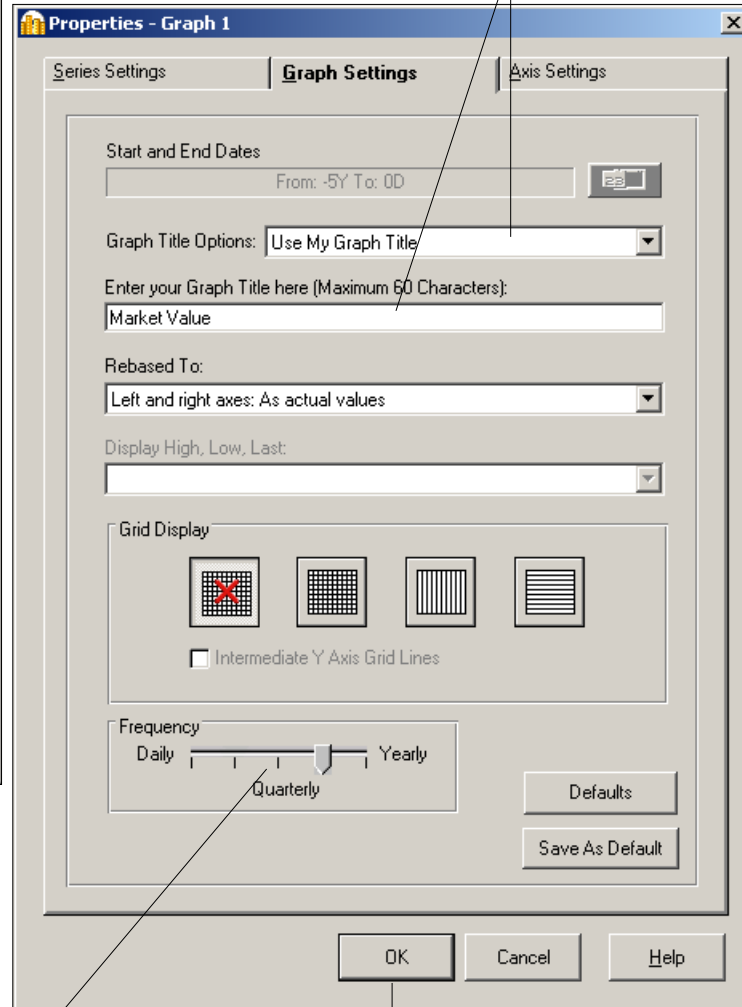 Properties - Graph 1
Series Settings
Graph Settings
Axis Settings
Start and End Dates
From: -5Y To: 0D
23
Graph Title Options:
Use My Graph Title
Enter your Graph Title here (Maximum 60 Characters):
Market Value
Rebased To:
Left and right axes: As actual values
Display High, Low, Last:
Grid Display
Intermediate Y Axis Grid Lines
Frequency
Daily
Yearly
Quarterly
Defaults
Save As Default
OK
Cancel
Help